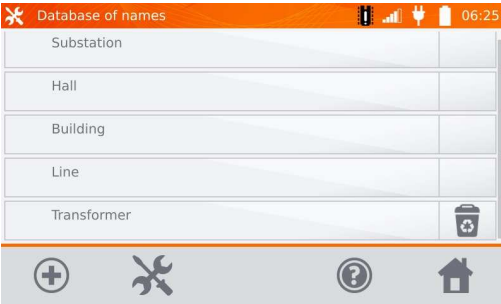 Database of names
06:25
Substation
Hall
Building
Line
Transformer